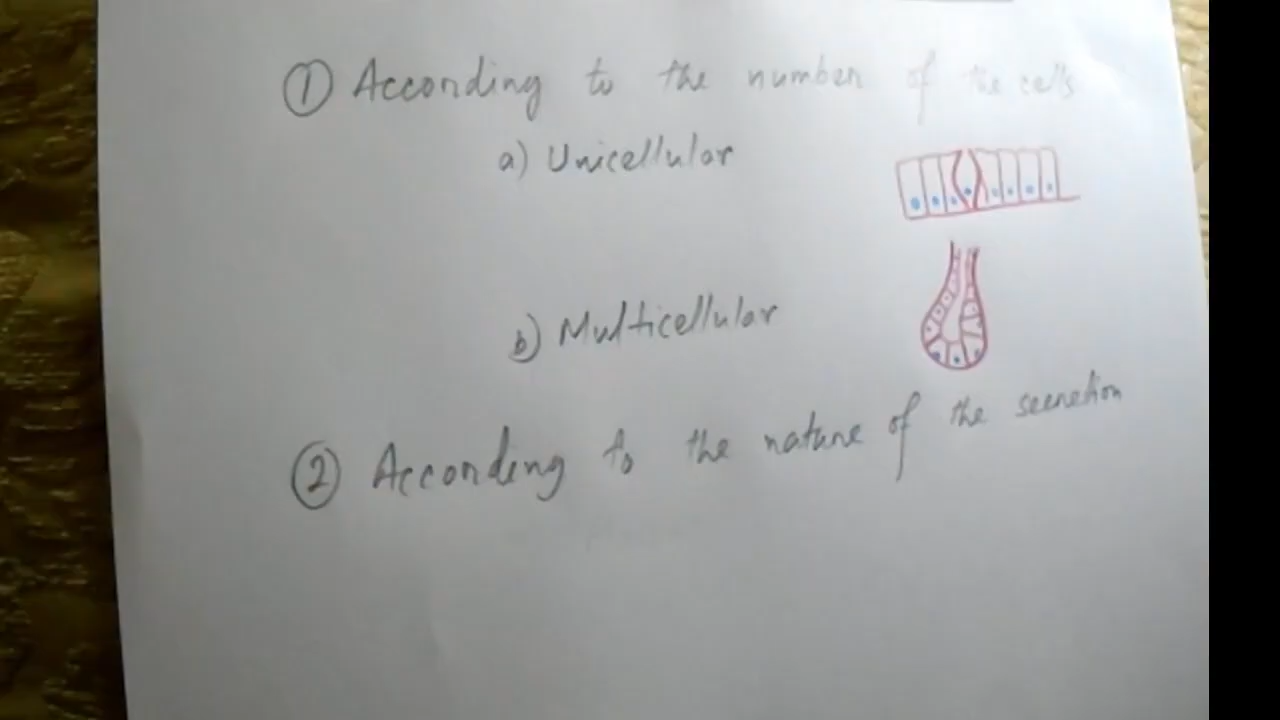 ① According to the number of the cells
a) Unicellular
b) Multicellular
② According to the nature of the secretion